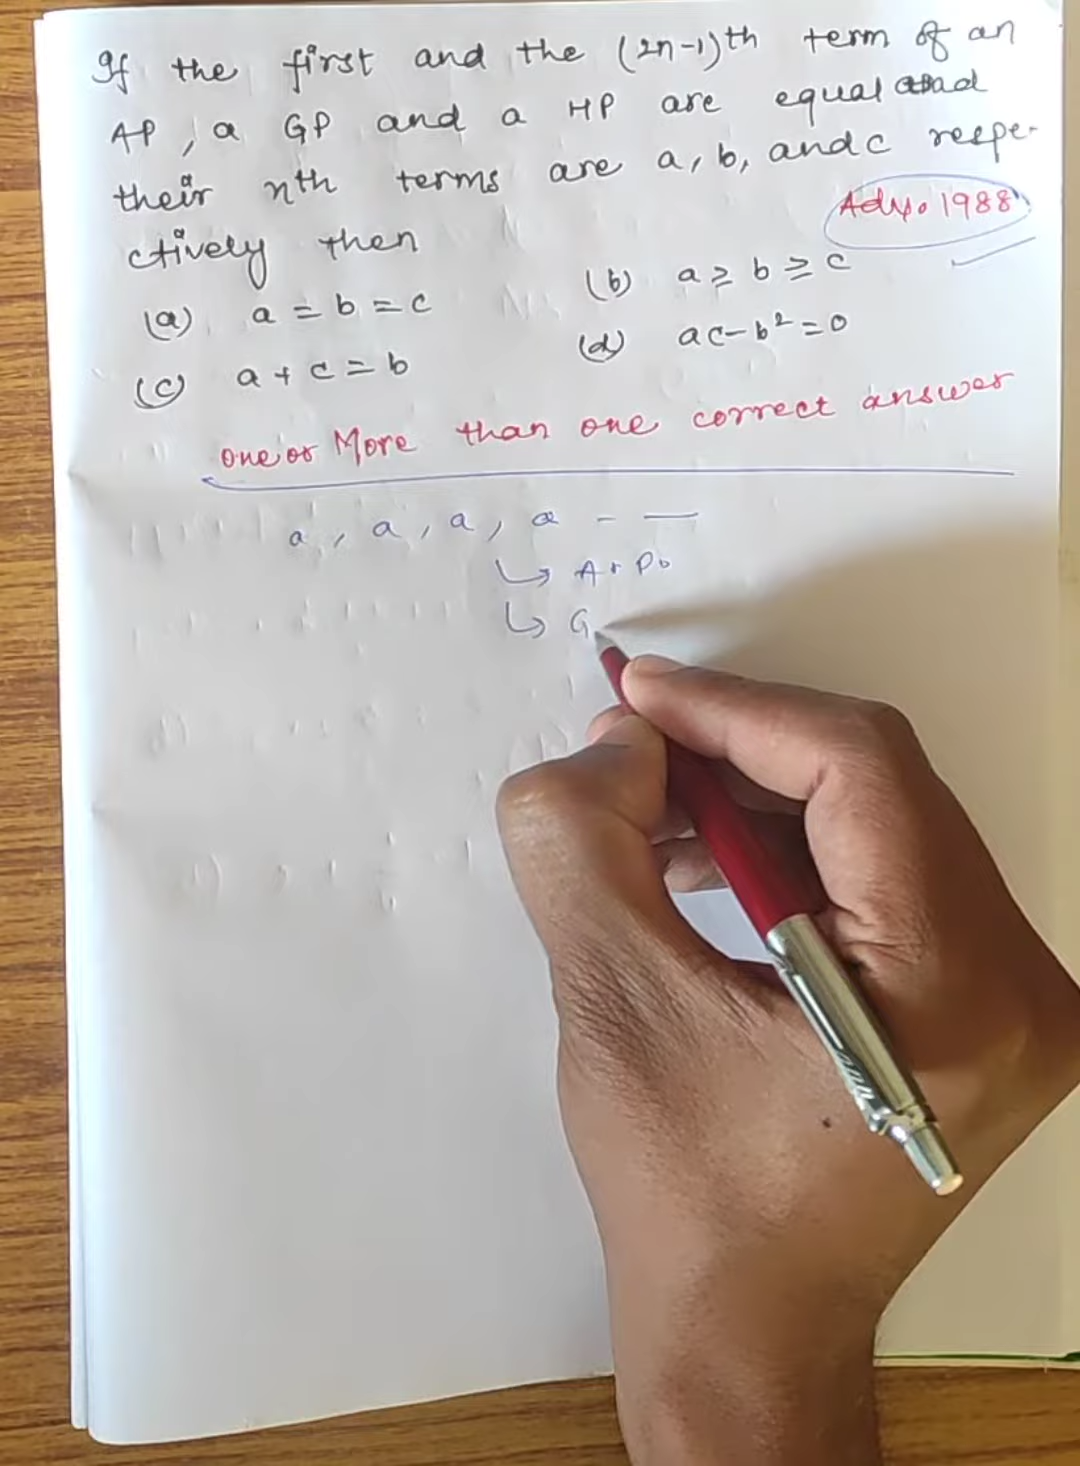 If the first and the (2n-1)th term of an
AP, a GP and a HP are equal and
their nth terms are a, b, and c respe-
ctively then
Adv. 1988
(a) a = b = c
(b) a ≥ b ≥ c
(c) a + c = b
(d) ac - b² = 0
one or More than one correct answer
a, a, a, a - —
↳ A.P.
↳ G.